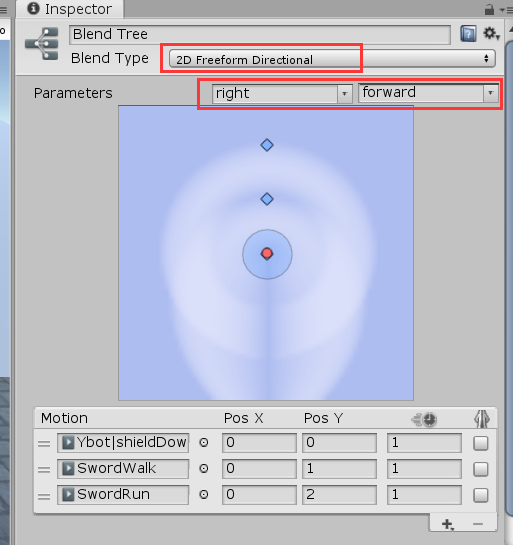 Inspector
Blend Tree
Blend Type 2D Freeform Directional
Parameters right forward
Motion Pos X Pos Y
Ybot|shieldDow 0 0 1
SwordWalk 0 1 1
SwordRun 0 2 1